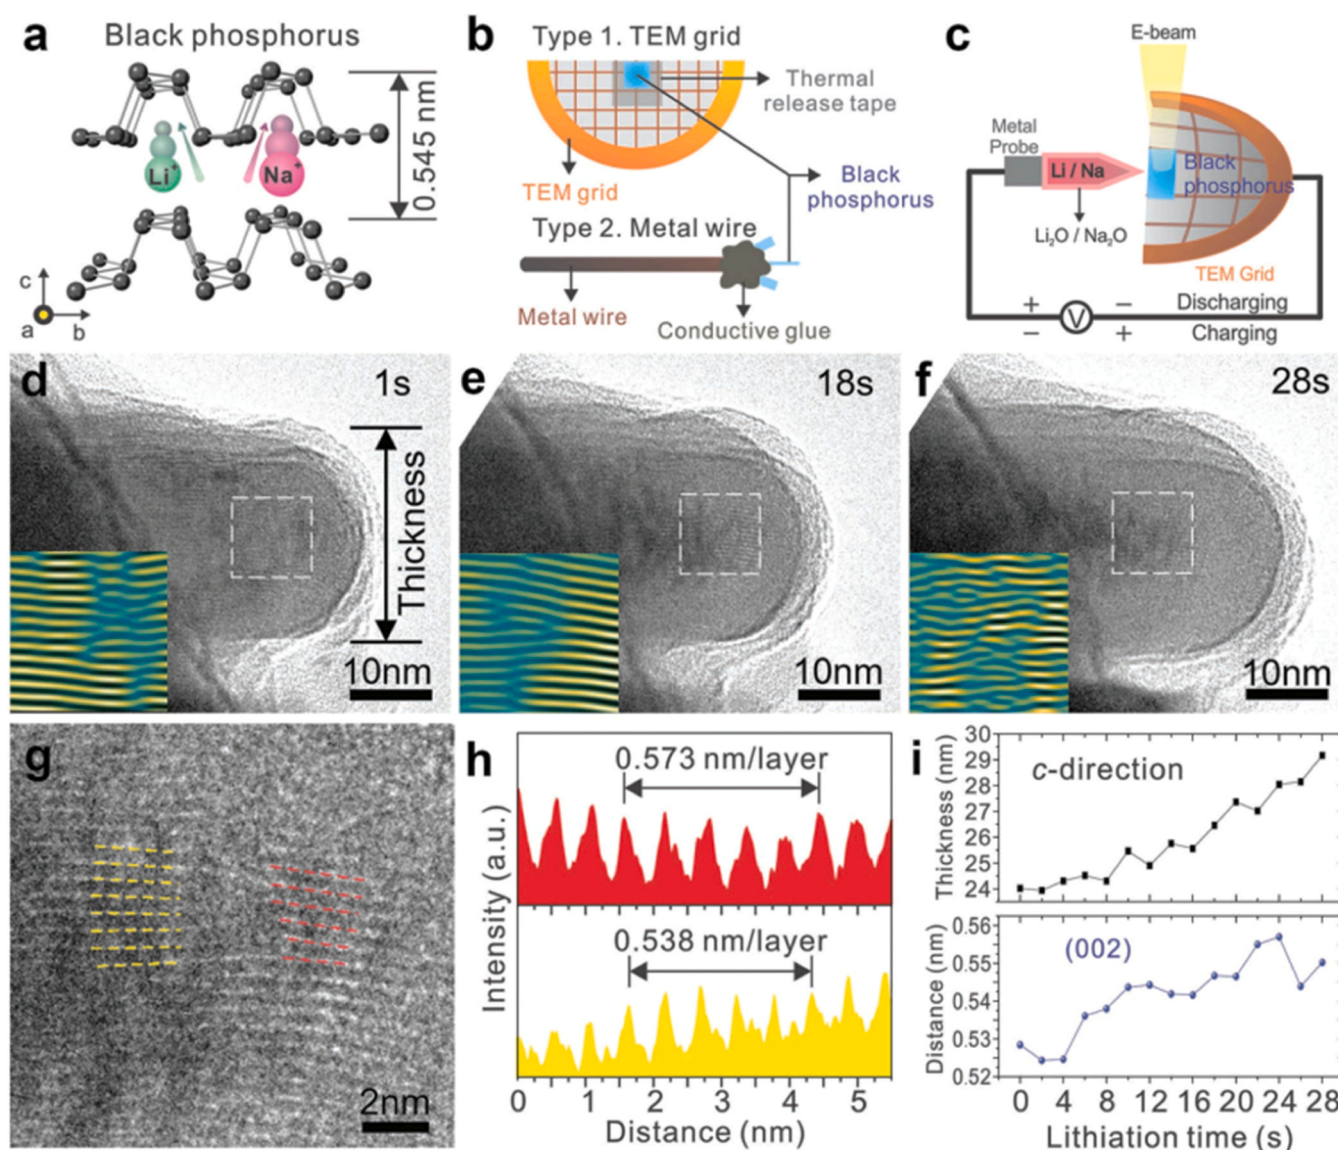 a
Black phosphorus
Li⁺
Na⁺
0.545 nm
c
a
b
b
Type 1. TEM grid
Thermal
release tape
TEM grid
Black
phosphorus
Type 2. Metal wire
Metal wire
Conductive glue
c
E-beam
Metal
Probe
Li / Na
Black
phosphorus
Li₂O / Na₂O
TEM Grid
+ V − Discharging
− + Charging
d
1s
Thickness
10nm
e
18s
10nm
f
28s
10nm
g
2nm
h
0.573 nm/layer
0.538 nm/layer
Intensity (a.u.)
0 1 2 3 4 5
Distance (nm)
i
c-direction
Thickness (nm)
30
29
28
27
26
25
24
(002)
Distance (nm)
0.56
0.55
0.54
0.53
0.52
0 4 8 12 16 20 24 28
Lithiation time (s)